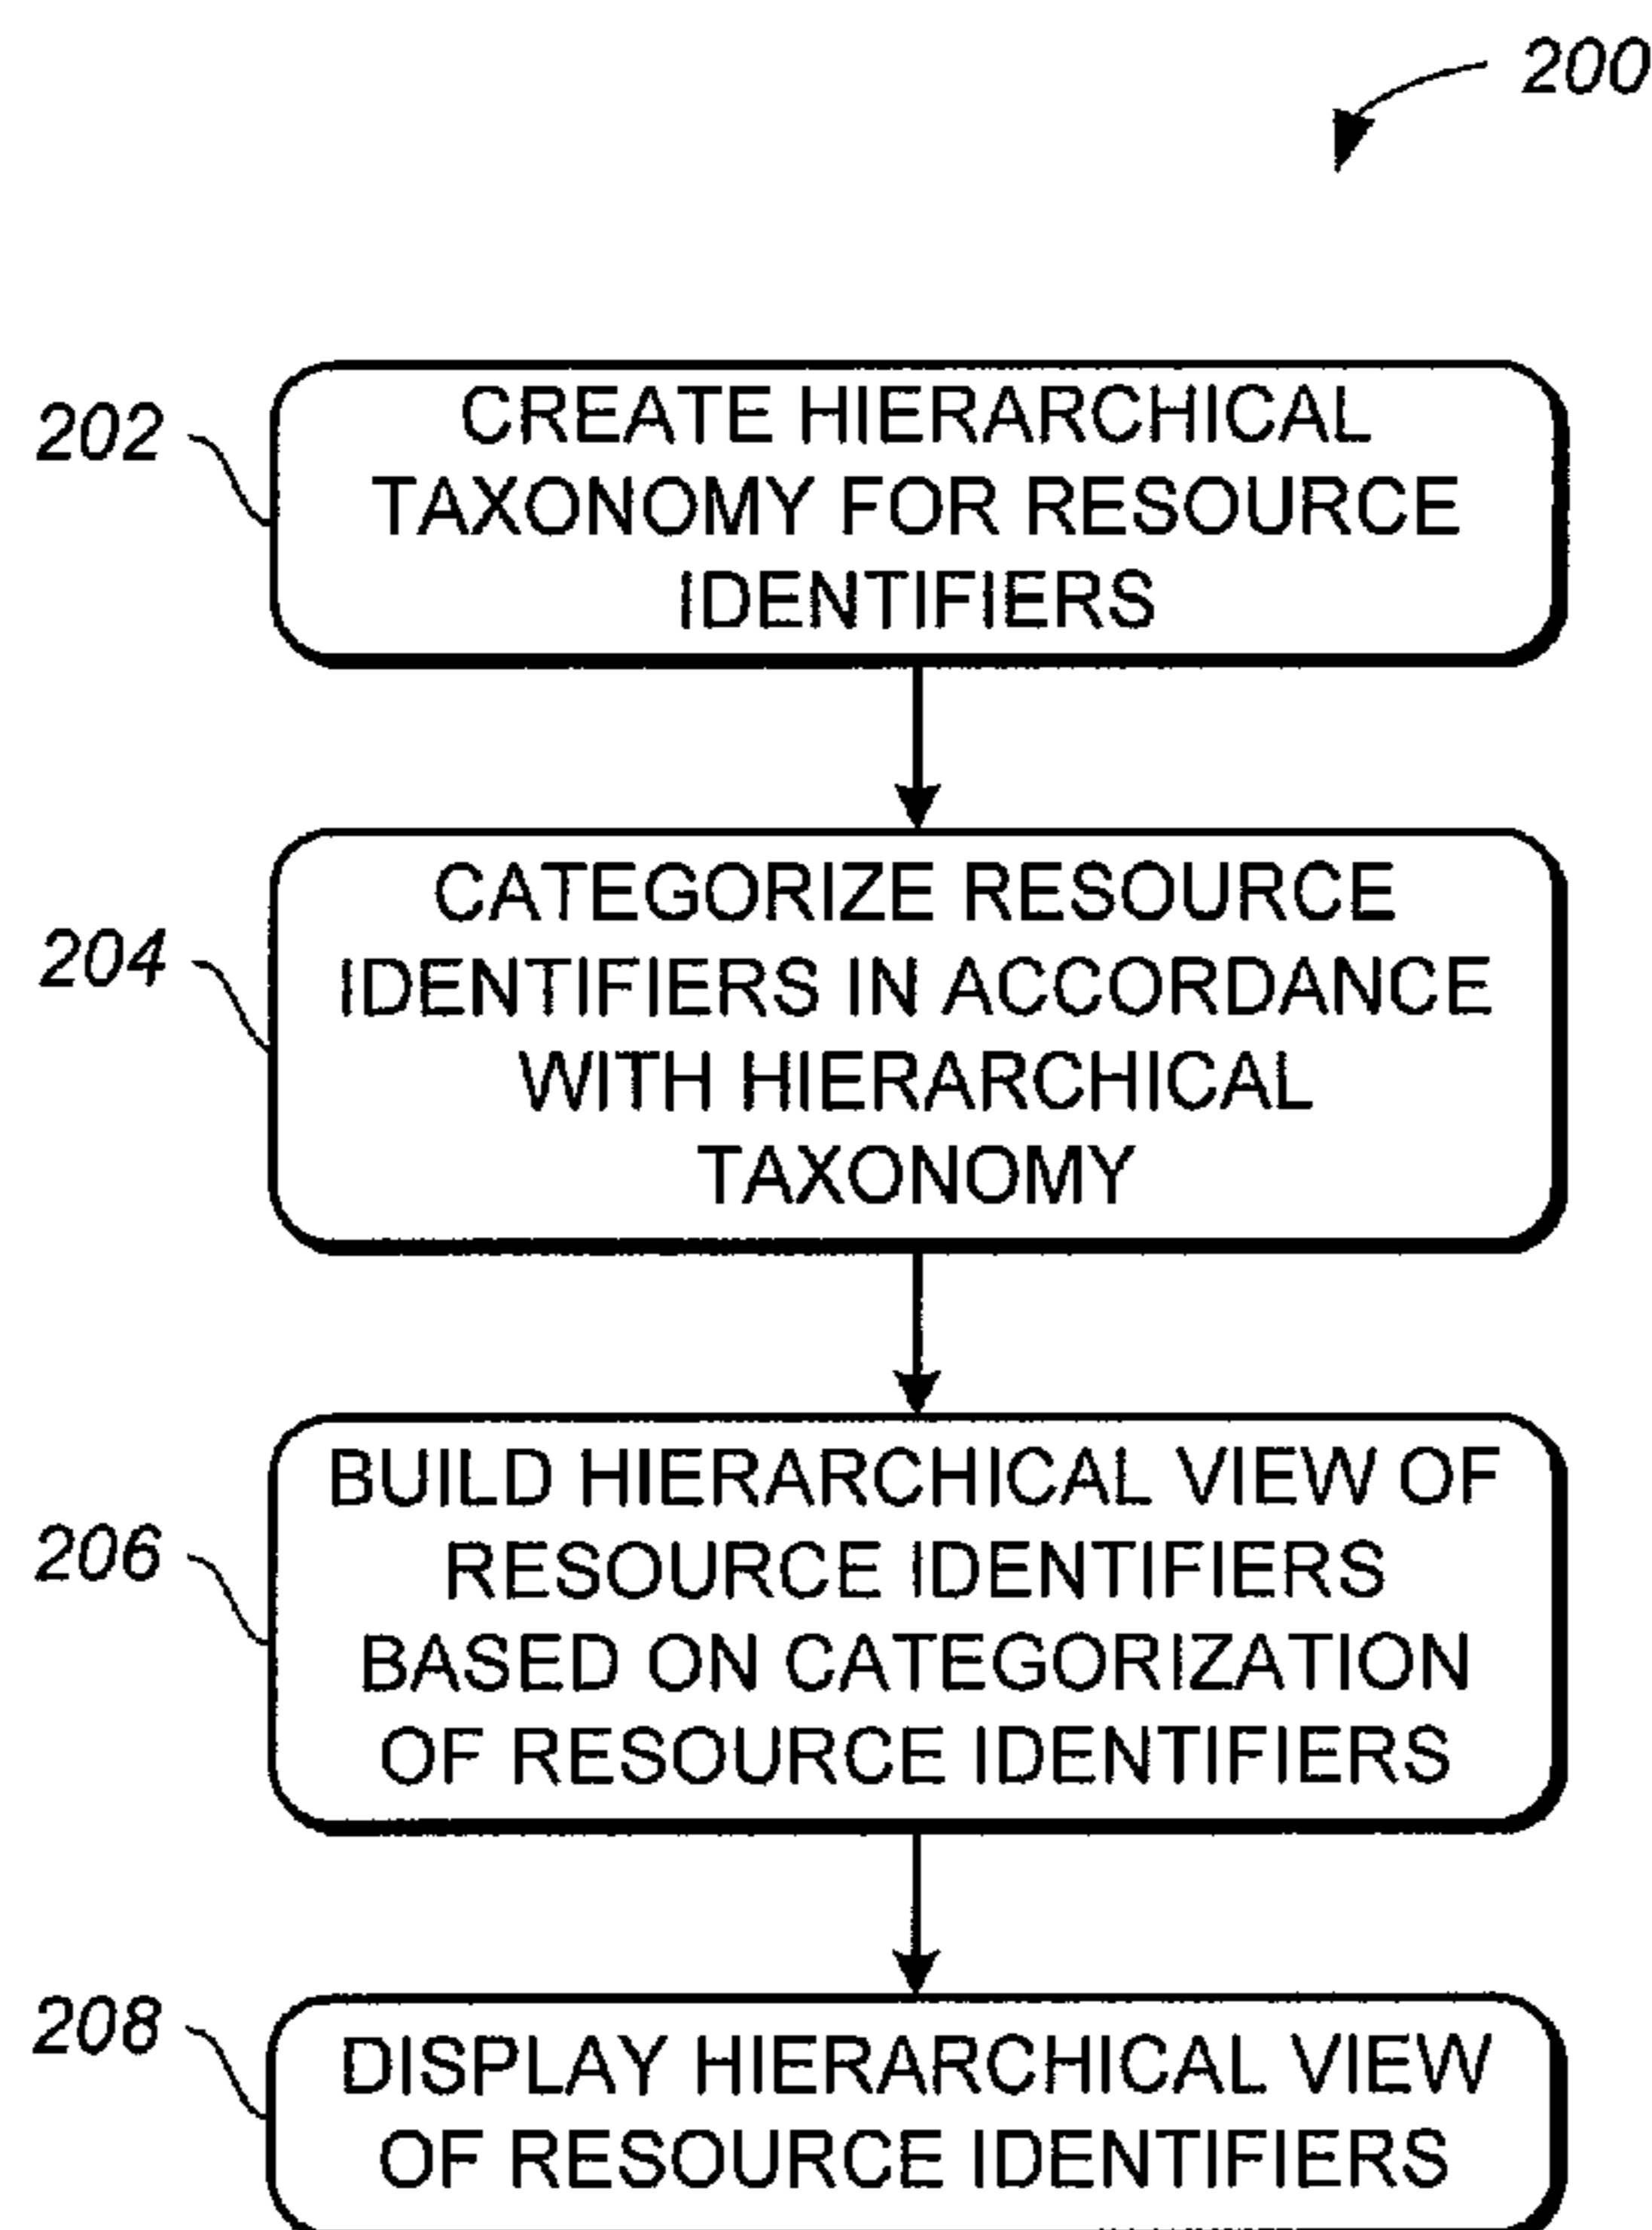 200
202
CREATE HIERARCHICAL
TAXONOMY FOR RESOURCE
IDENTIFIERS
204
CATEGORIZE RESOURCE
IDENTIFIERS IN ACCORDANCE
WITH HIERARCHICAL
TAXONOMY
206
BUILD HIERARCHICAL VIEW OF
RESOURCE IDENTIFIERS
BASED ON CATEGORIZATION
OF RESOURCE IDENTIFIERS
208
DISPLAY HIERARCHICAL VIEW
OF RESOURCE IDENTIFIERS